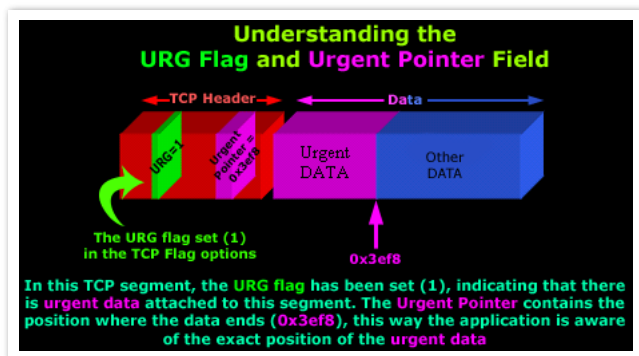 Understanding the
URG Flag and Urgent Pointer Field
TCP Header
Data
URG=1
Urgent
Pointer =
0x3ef8
Urgent
DATA
Other
DATA
The URG flag set (1)
in the TCP Flag options
0x3ef8
In this TCP segment, the URG flag has been set (1), indicating that there
is urgent data attached to this segment. The Urgent Pointer contains the
position where the data ends (0x3ef8), this way the application is aware
of the exact position of the urgent data